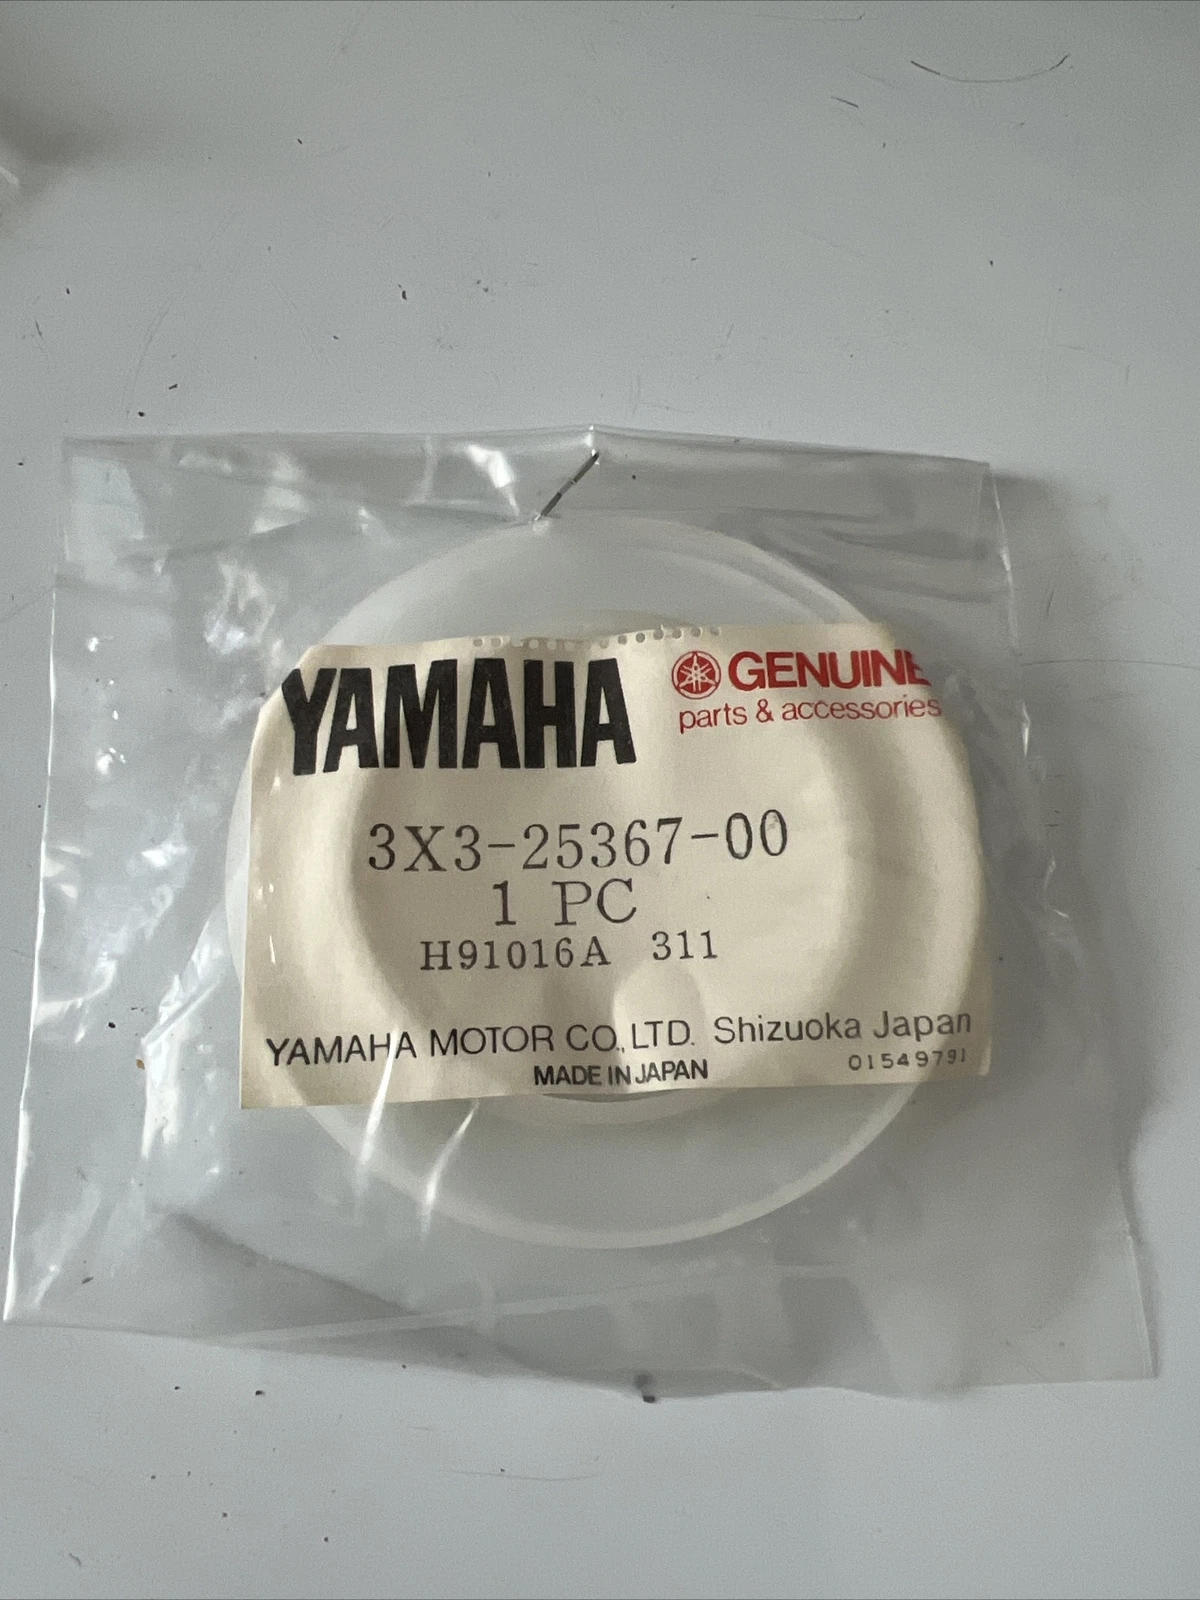 YAMAHA
GENUINE
parts & accessories
3X3-25367-00
1 PC
H91016A 311
YAMAHA MOTOR CO., LTD. Shizuoka Japan
MADE IN JAPAN
01549791